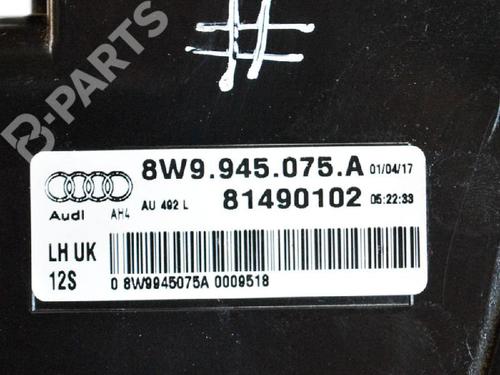 B-PARTS
#
8W9.945.075.A 01/04/17
Audi AH4 AU 492 L 81490102 05:22:33
LH UK
12S
0 8W9945075A 0009518